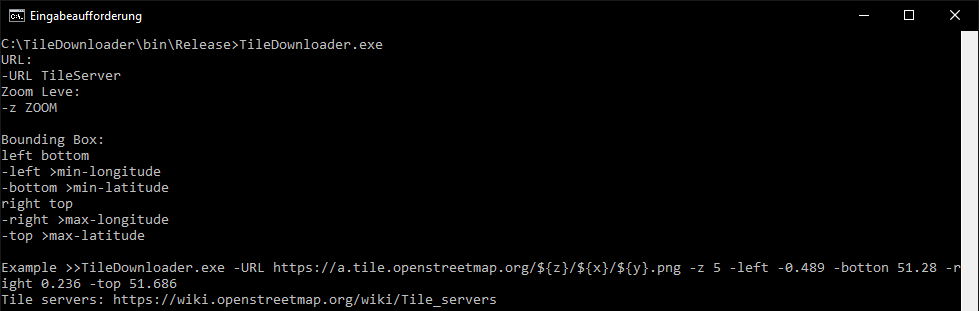 Eingabeaufforderung
C:\TileDownloader\bin\Release>TileDownloader.exe
URL:
-URL TileServer
Zoom Leve:
-z ZOOM
Bounding Box:
left bottom
-left >min-longitude
-bottom >min-latitude
right top
-right >max-longitude
-top >max-latitude
Example >>TileDownloader.exe -URL https://a.tile.openstreetmap.org/${z}/${x}/${y}.png -z 5 -left -0.489 -botton 51.28 -r
ight 0.236 -top 51.686
Tile servers: https://wiki.openstreetmap.org/wiki/Tile_servers